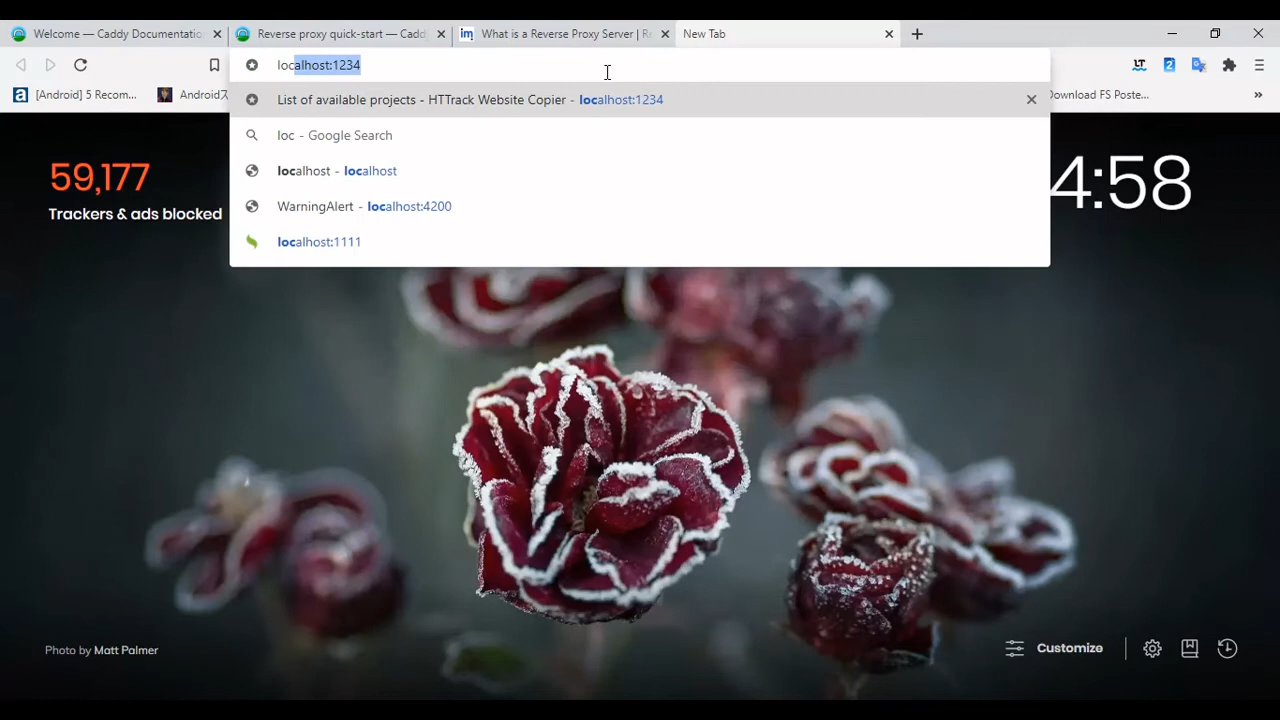 Welcome — Caddy Documentatio
Reverse proxy quick-start — Cadd
What is a Reverse Proxy Server | Re
New Tab
localhost:1234
[Android] 5 Recom...
Download FS Poste...
List of available projects - HTTrack Website Copier - localhost:1234
loc - Google Search
localhost - localhost
WarningAlert - localhost:4200
localhost:1111
59,177
Trackers & ads blocked
4:58
Photo by Matt Palmer
Customize